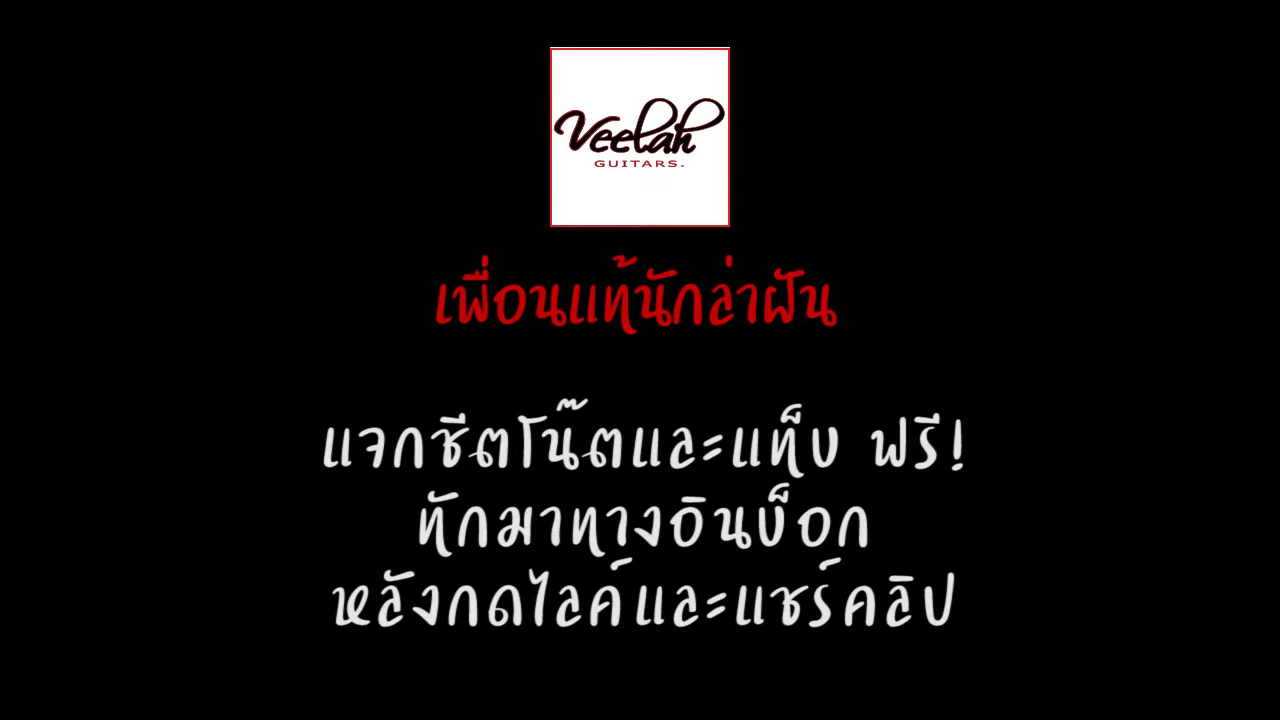 Veelah
GUITARS.
เพื่อนแท้นักล่าฝัน
แจกชีตโน๊ตและแท็บ ฟรี!
ทักมาทางอินบ็อก
หลังกดไลค์และแชร์คลิป